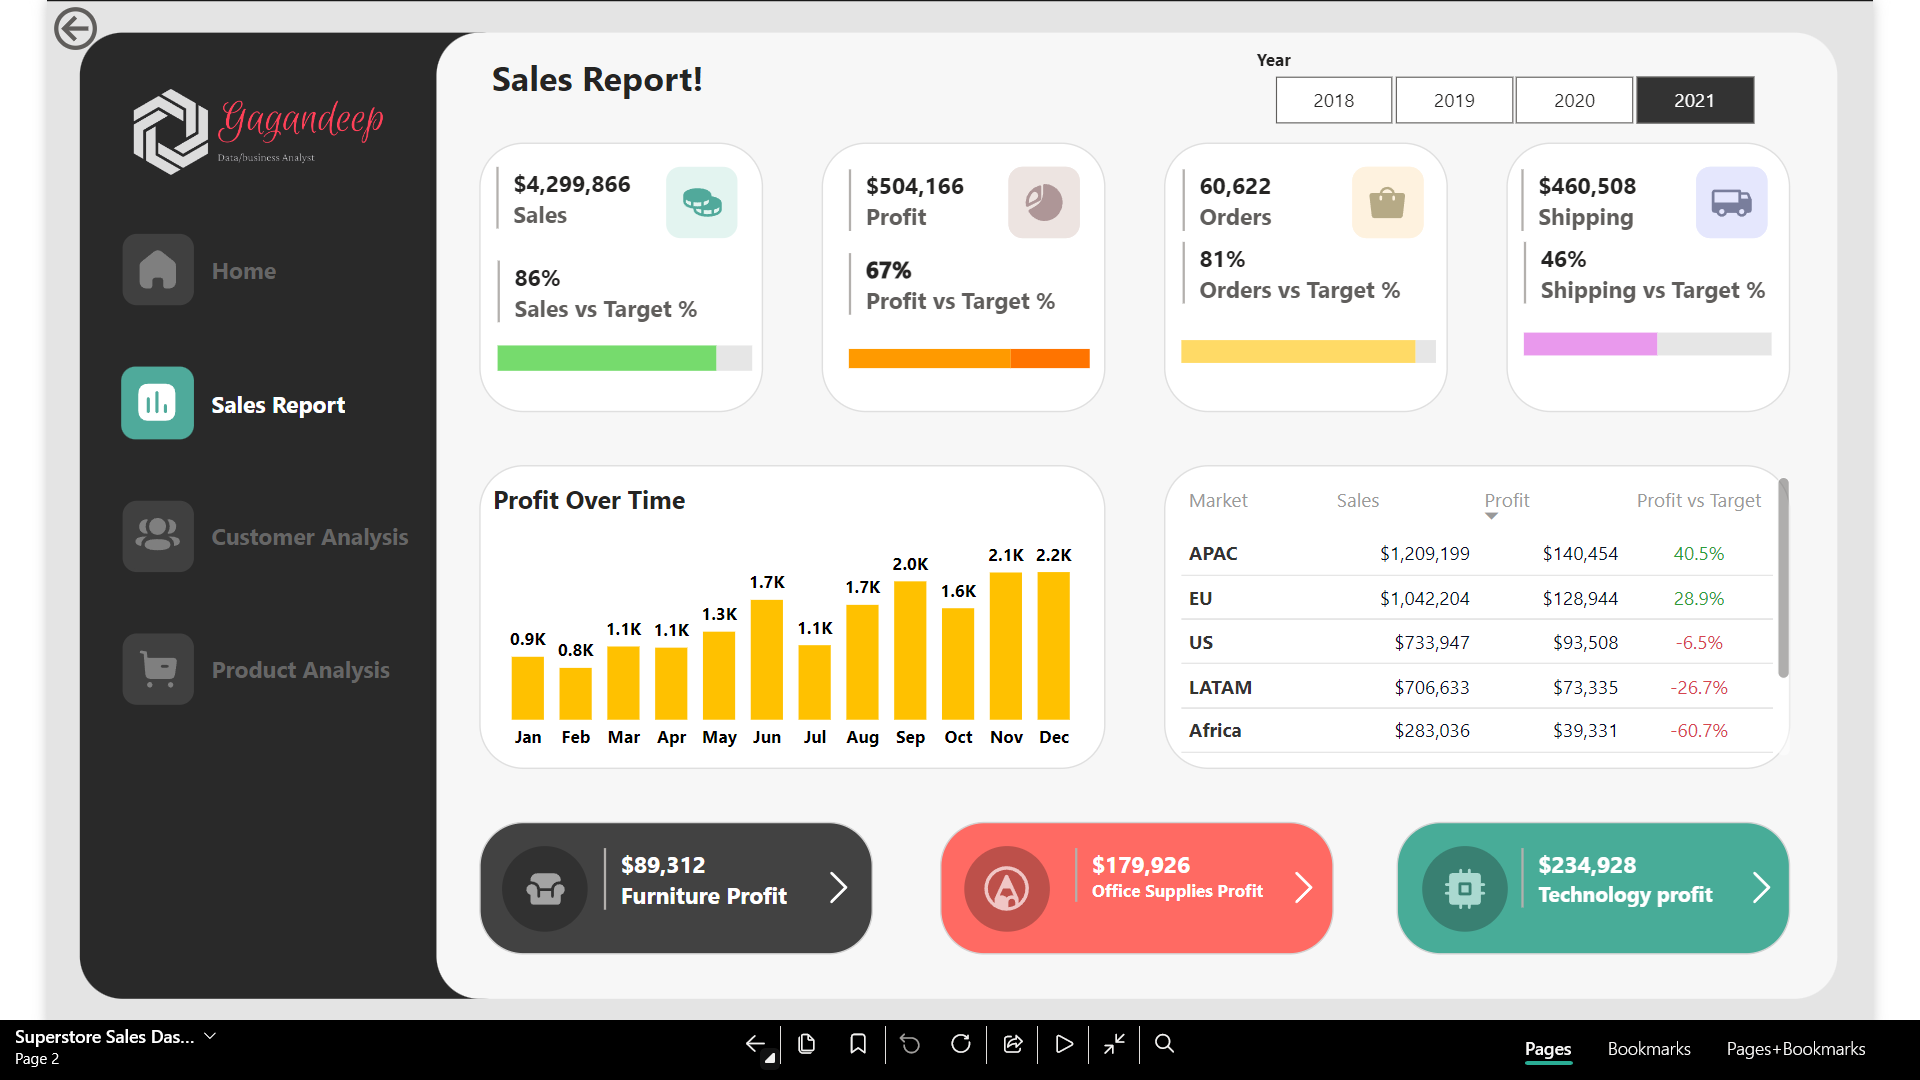 Sales Report!
Year
2018 2019 2020 2021
Gagandeep
Data/business Analyst
Home
Sales Report
Customer Analysis
Product Analysis
$4,299,866
Sales
86%
Sales vs Target %
$504,166
Profit
67%
Profit vs Target %
60,622
Orders
81%
Orders vs Target %
$460,508
Shipping
46%
Shipping vs Target %
Profit Over Time
0.9K 0.8K 1.1K 1.1K 1.3K 1.7K 1.1K 1.7K 2.0K 1.6K 2.1K 2.2K
Jan Feb Mar Apr May Jun Jul Aug Sep Oct Nov Dec
Market Sales Profit Profit vs Target
APAC $1,209,199 $140,454 40.5%
EU $1,042,204 $128,944 28.9%
US $733,947 $93,508 -6.5%
LATAM $706,633 $73,335 -26.7%
Africa $283,036 $39,331 -60.7%
$89,312
Furniture Profit
$179,926
Office Supplies Profit
$234,928
Technology profit
Superstore Sales Das...
Page 2
Pages Bookmarks Pages+Bookmarks